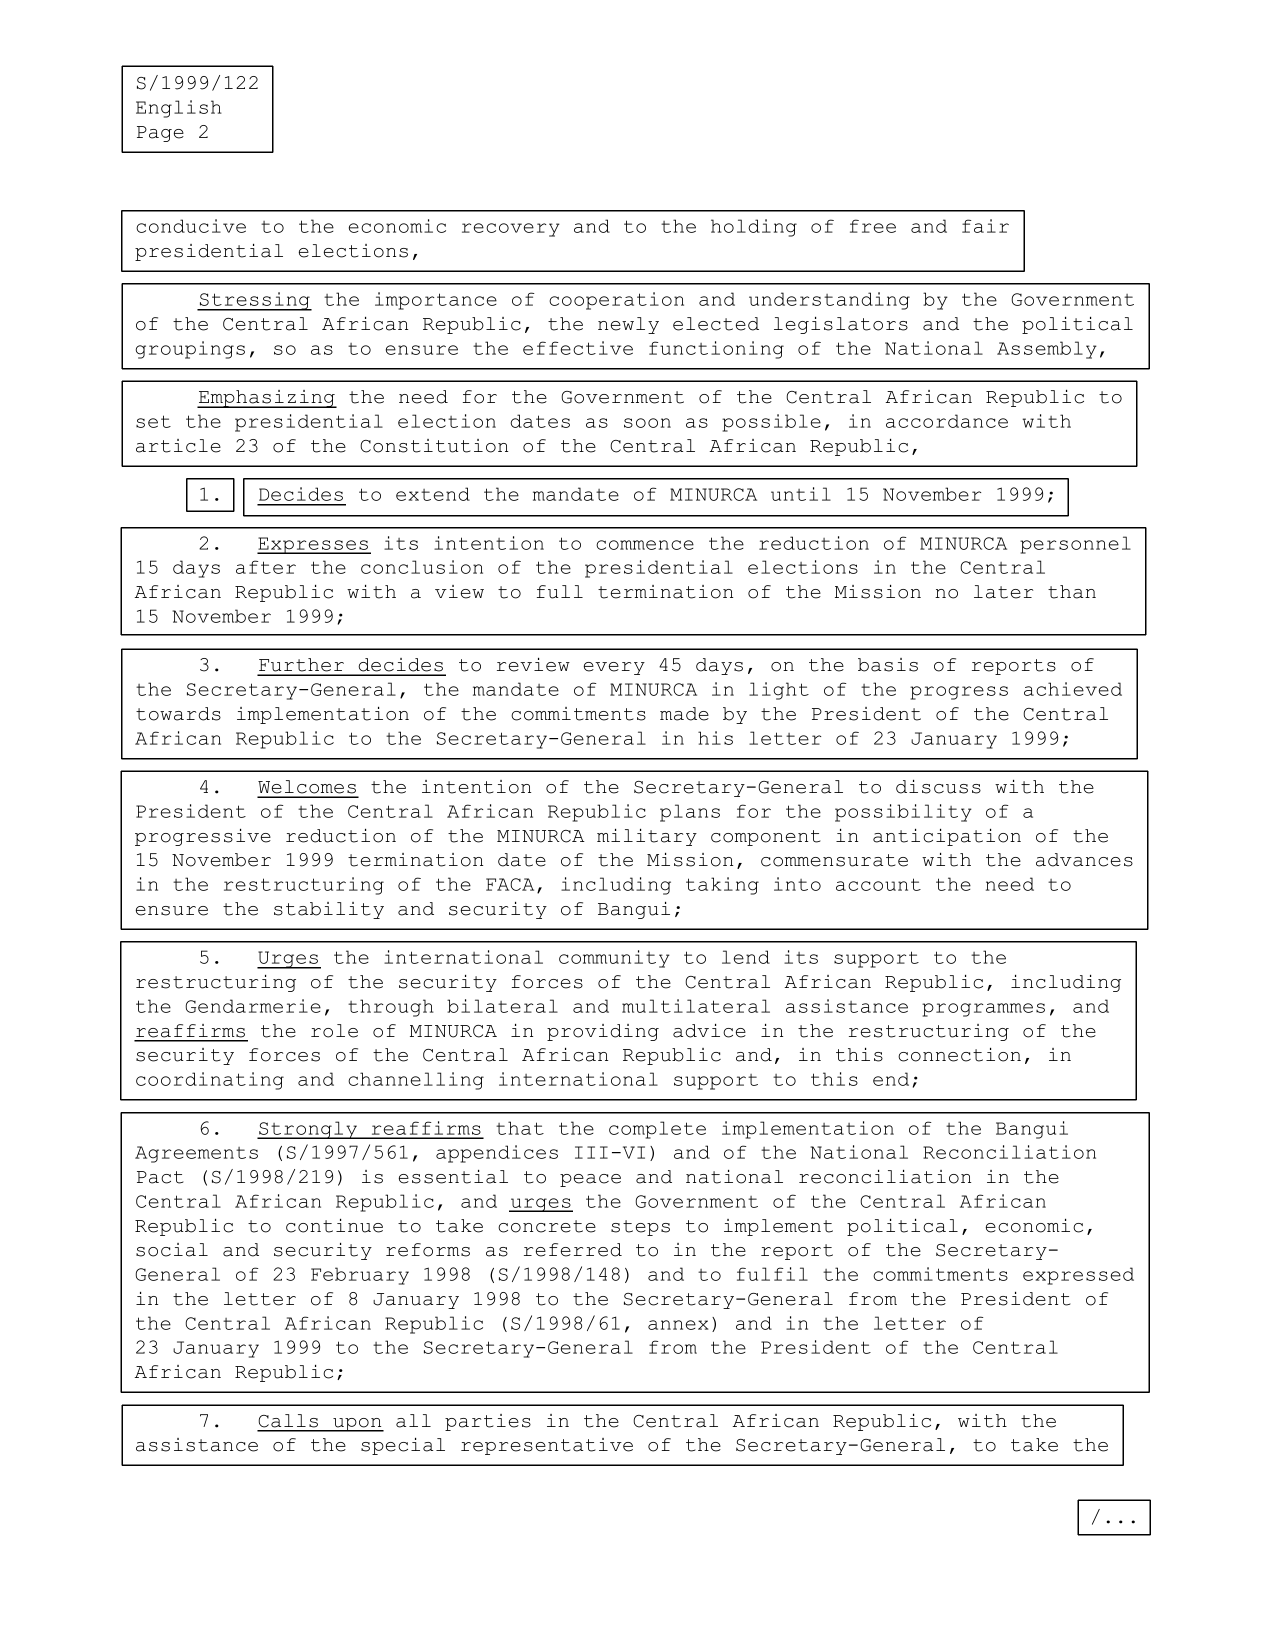 S/1999/122
English
Page 2
conducive to the economic recovery and to the holding of free and fair
presidential elections,
Stressing the importance of cooperation and understanding by the Government
of the Central African Republic, the newly elected legislators and the political
groupings, so as to ensure the effective functioning of the National Assembly,
Emphasizing the need for the Government of the Central African Republic to
set the presidential election dates as soon as possible, in accordance with
article 23 of the Constitution of the Central African Republic,
1. Decides to extend the mandate of MINURCA until 15 November 1999;
2. Expresses its intention to commence the reduction of MINURCA personnel
15 days after the conclusion of the presidential elections in the Central
African Republic with a view to full termination of the Mission no later than
15 November 1999;
3. Further decides to review every 45 days, on the basis of reports of
the Secretary-General, the mandate of MINURCA in light of the progress achieved
towards implementation of the commitments made by the President of the Central
African Republic to the Secretary-General in his letter of 23 January 1999;
4. Welcomes the intention of the Secretary-General to discuss with the
President of the Central African Republic plans for the possibility of a
progressive reduction of the MINURCA military component in anticipation of the
15 November 1999 termination date of the Mission, commensurate with the advances
in the restructuring of the FACA, including taking into account the need to
ensure the stability and security of Bangui;
5. Urges the international community to lend its support to the
restructuring of the security forces of the Central African Republic, including
the Gendarmerie, through bilateral and multilateral assistance programmes, and
reaffirms the role of MINURCA in providing advice in the restructuring of the
security forces of the Central African Republic and, in this connection, in
coordinating and channelling international support to this end;
6. Strongly reaffirms that the complete implementation of the Bangui
Agreements (S/1997/561, appendices III-VI) and of the National Reconciliation
Pact (S/1998/219) is essential to peace and national reconciliation in the
Central African Republic, and urges the Government of the Central African
Republic to continue to take concrete steps to implement political, economic,
social and security reforms as referred to in the report of the Secretary-
General of 23 February 1998 (S/1998/148) and to fulfil the commitments expressed
in the letter of 8 January 1998 to the Secretary-General from the President of
the Central African Republic (S/1998/61, annex) and in the letter of
23 January 1999 to the Secretary-General from the President of the Central
African Republic;
7. Calls upon all parties in the Central African Republic, with the
assistance of the special representative of the Secretary-General, to take the
/...